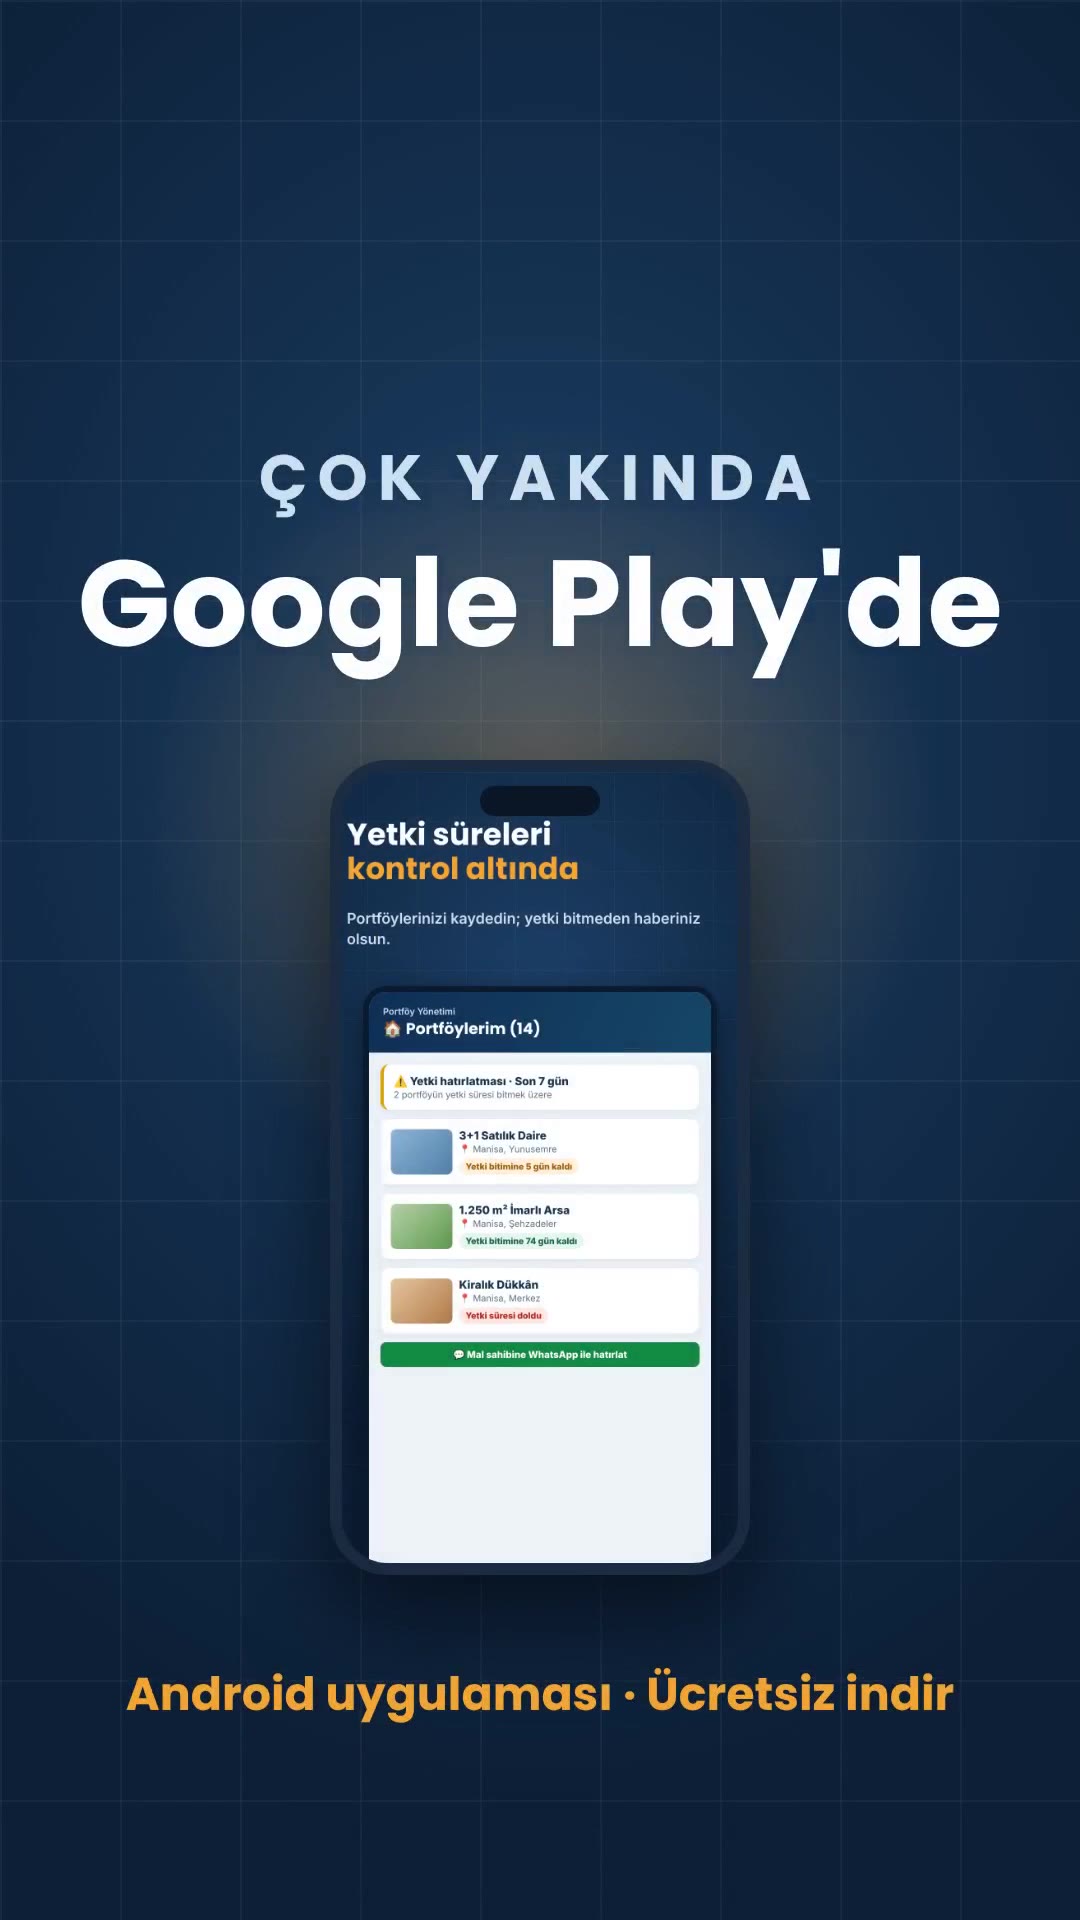 ÇOK YAKINDA
Google Play'de
Yetki süreleri
kontrol altında
Portföylerinizi kaydedin; yetki bitmeden haberiniz
olsun.
Portföy Yönetimi
🏠 Portföylerim (14)
⚠️ Yetki hatırlatması · Son 7 gün
2 portföyün yetki süresi bitmek üzere
3+1 Satılık Daire
📍 Manisa, Yunusemre
Yetki bitimine 5 gün kaldı
1.250 m² İmarlı Arsa
📍 Manisa, Şehzadeler
Yetki bitimine 74 gün kaldı
Kiralık Dükkân
📍 Manisa, Merkez
Yetki süresi doldu
💬 Mal sahibine WhatsApp ile hatırlat
Android uygulaması · Ücretsiz indir